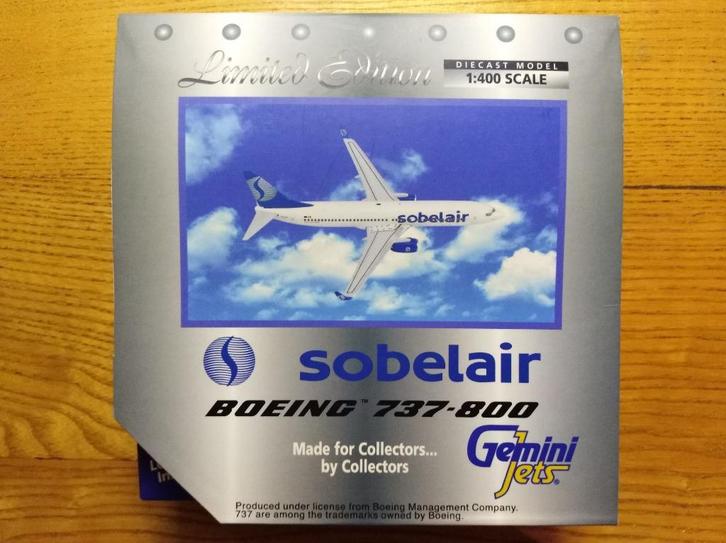 Limited Edition
DIECAST MODEL
1:400 SCALE
sobelair
sobelair
BOEING™ 737-800
Made for Collectors...
by Collectors
Gemini
Jets®
Produced under license from Boeing Management Company.
737 are among the trademarks owned by Boeing.